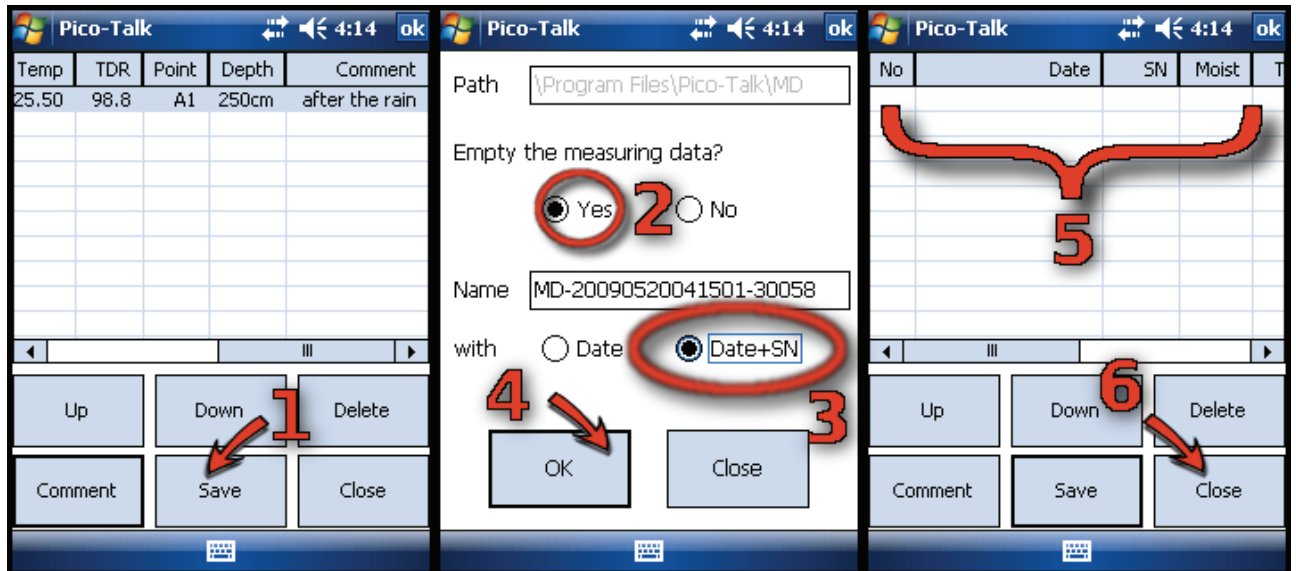 Pico-Talk 4:14 ok
Temp TDR Point Depth Comment
25.50 98.8 A1 250cm after the rain
Up Down Delete
1
Comment Save Close
Pico-Talk 4:14 ok
Path \Program Files\Pico-Talk\MD
Empty the measuring data?
Yes 2 No
Name MD-20090520041501-30058
with Date Date+SN
4 3
OK Close
Pico-Talk 4:14 ok
No Date SN Moist T
5
6
Up Down Delete
Comment Save Close